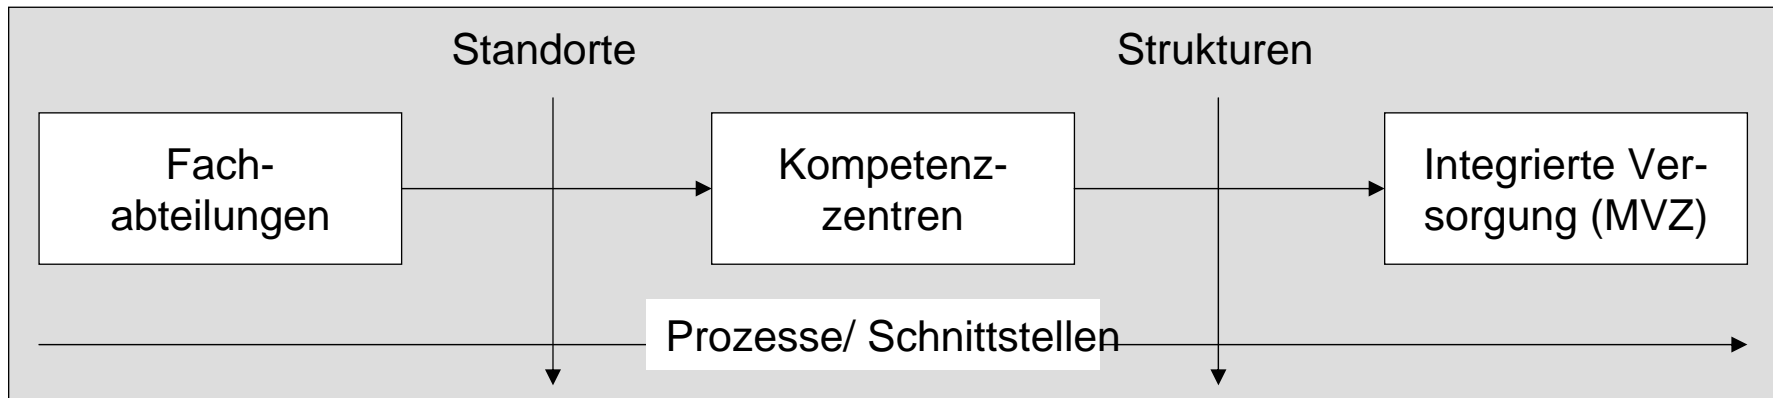 Standorte
Strukturen
Fach-
abteilungen
Kompetenz-
zentren
Integrierte Ver-
sorgung (MVZ)
Prozesse/ Schnittstellen